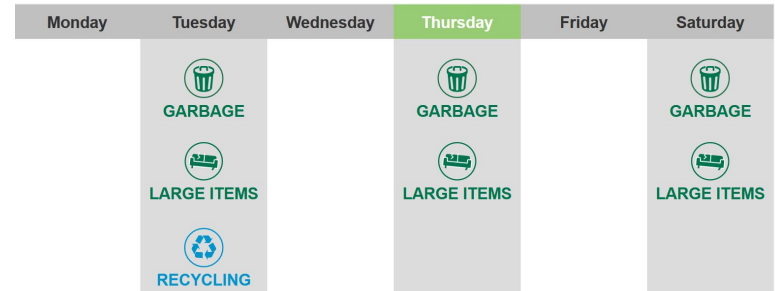 Monday Tuesday Wednesday Thursday Friday Saturday
GARBAGE GARBAGE GARBAGE
LARGE ITEMS LARGE ITEMS LARGE ITEMS
RECYCLING